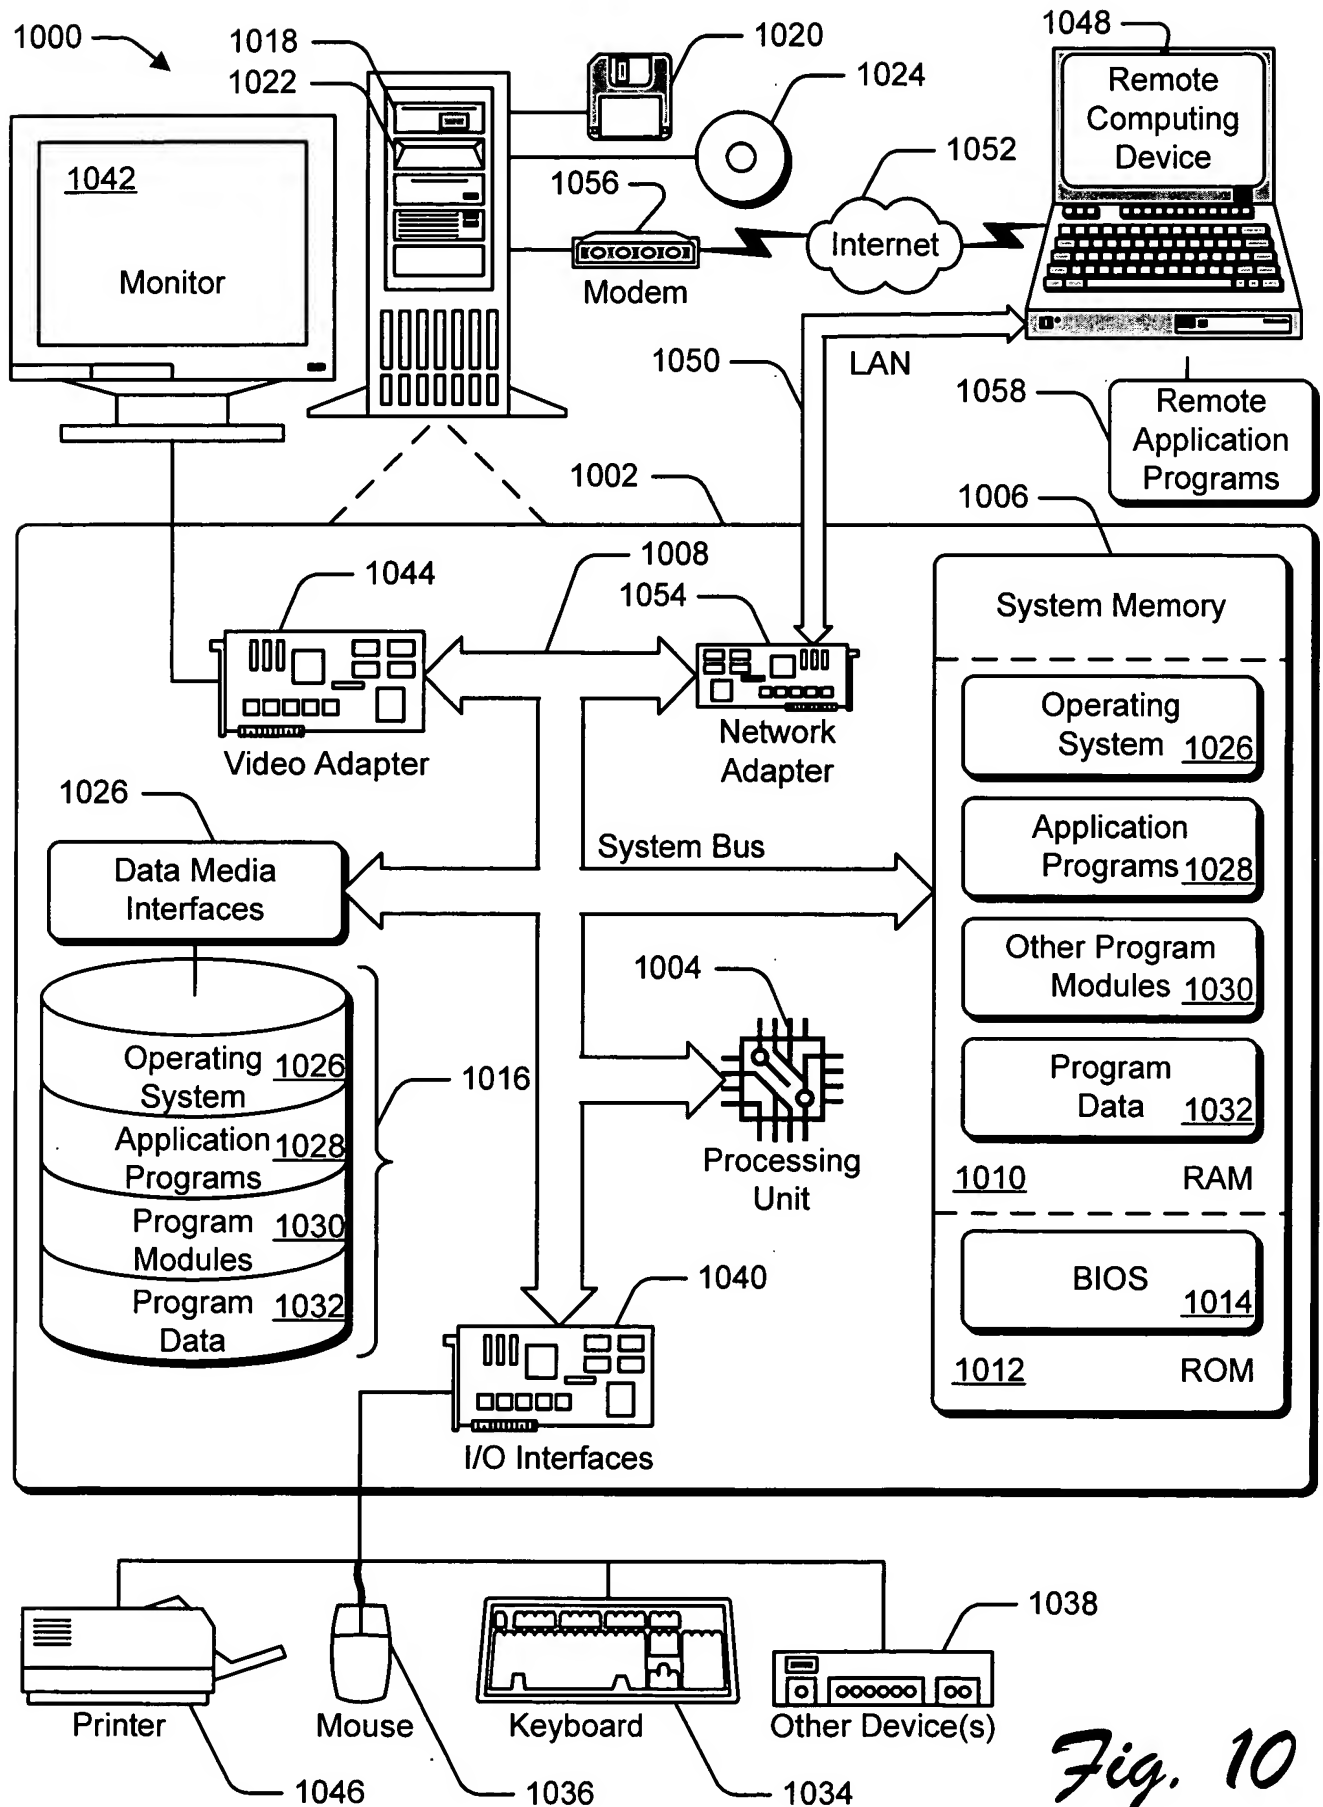 1000
1018
1022
1020
1024
1048
Remote
Computing
Device
1042
Monitor
1056
Modem
1052
Internet
1050
LAN
1058
Remote
Application
Programs
1002
1006
1008
1044
1054
Video Adapter
Network
Adapter
System Memory
Operating
System 1026
Application
Programs 1028
Other Program
Modules 1030
Program
Data 1032
1010 RAM
BIOS
1014
1012 ROM
1026
Data Media
Interfaces
System Bus
Operating
System 1026
Application
Programs 1028
Program
Modules 1030
Program
Data 1032
1016
1004
Processing
Unit
1040
I/O Interfaces
1038
Printer
Mouse
Keyboard
Other Device(s)
1046
1036
1034
Fig. 10